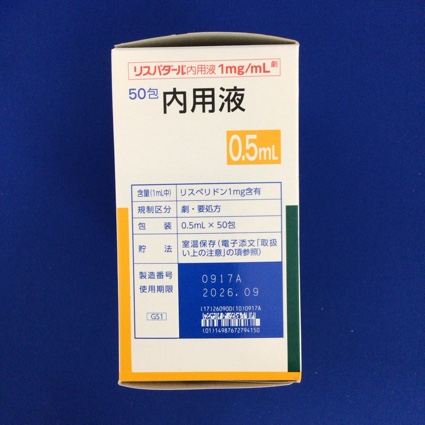 リスパダール内用液1mg/mL 劇
50包 内用液
0.5mL
含量(1mL中) リスペリドン1mg含有
規制区分 劇・要処方
包装 0.5mL×50包
貯法 室温保存(電子添文「取扱
い上の注意」の項参照)
製造番号 0917A
使用期限 2026.09
(17)260900(10)0917A
GS1
(01)14987672794150